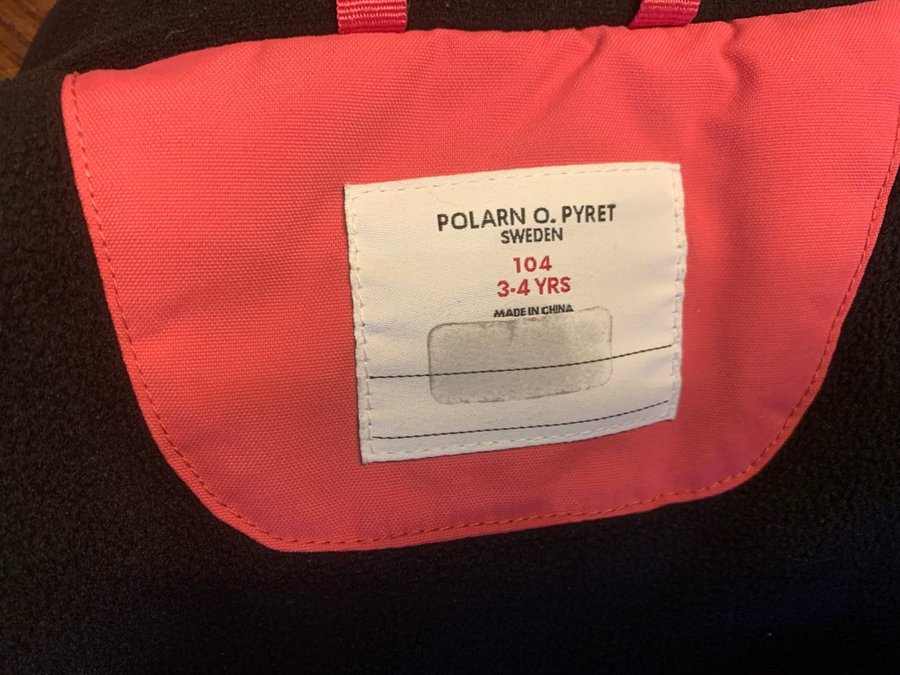 POLARN O. PYRET
SWEDEN
104
3-4 YRS
MADE IN CHINA